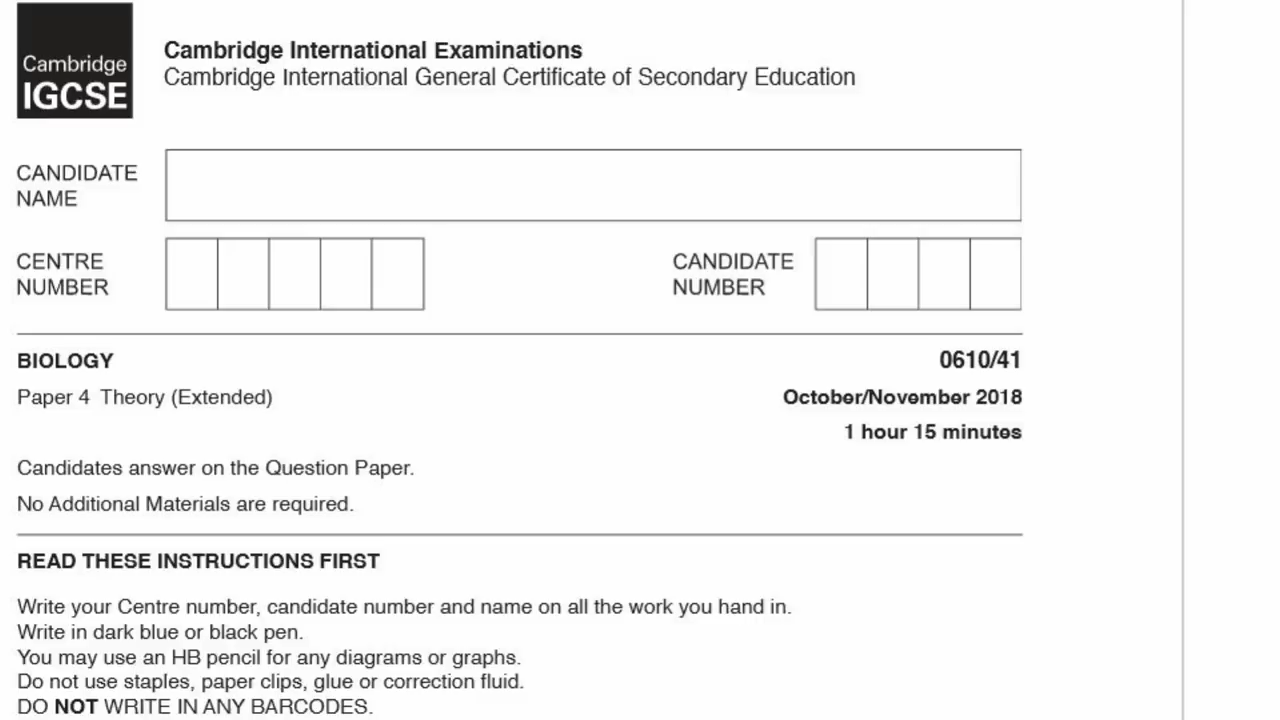 Cambridge
IGCSE
Cambridge International Examinations
Cambridge International General Certificate of Secondary Education
CANDIDATE
NAME
CENTRE
NUMBER
CANDIDATE
NUMBER
BIOLOGY 0610/41
Paper 4 Theory (Extended) October/November 2018
1 hour 15 minutes
Candidates answer on the Question Paper.
No Additional Materials are required.
READ THESE INSTRUCTIONS FIRST
Write your Centre number, candidate number and name on all the work you hand in.
Write in dark blue or black pen.
You may use an HB pencil for any diagrams or graphs.
Do not use staples, paper clips, glue or correction fluid.
DO NOT WRITE IN ANY BARCODES.